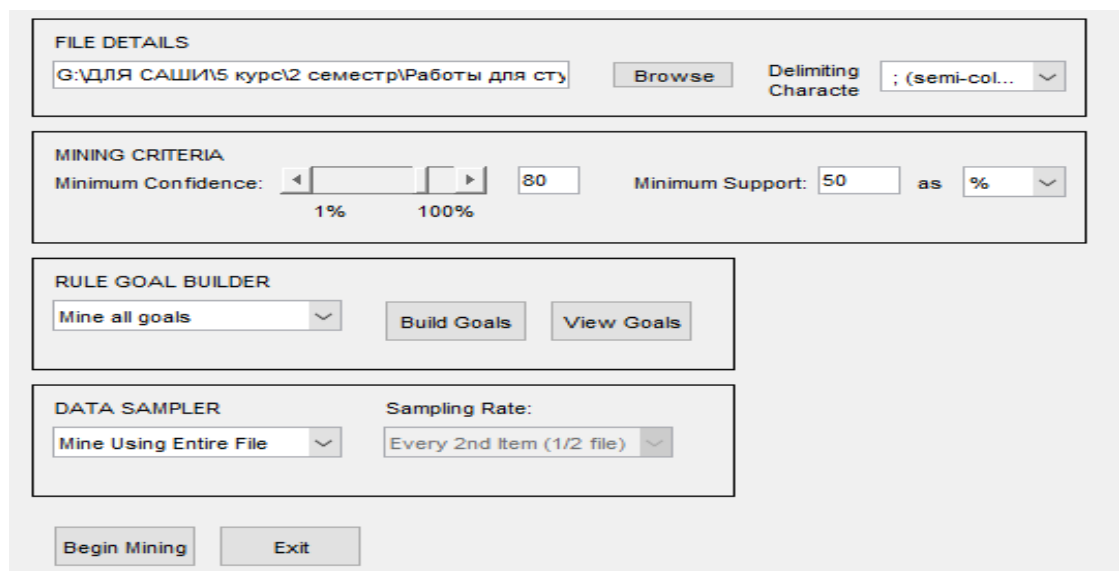 FILE DETAILS
G:\ДЛЯ САШИ\5 курс\2 семестр\Работы для сту
Browse
Delimiting
Characte
; (semi-col...
MINING CRITERIA
Minimum Confidence:
80
Minimum Support:
50
as
%
1%
100%
RULE GOAL BUILDER
Mine all goals
Build Goals
View Goals
DATA SAMPLER
Sampling Rate:
Mine Using Entire File
Every 2nd Item (1/2 file)
Begin Mining
Exit